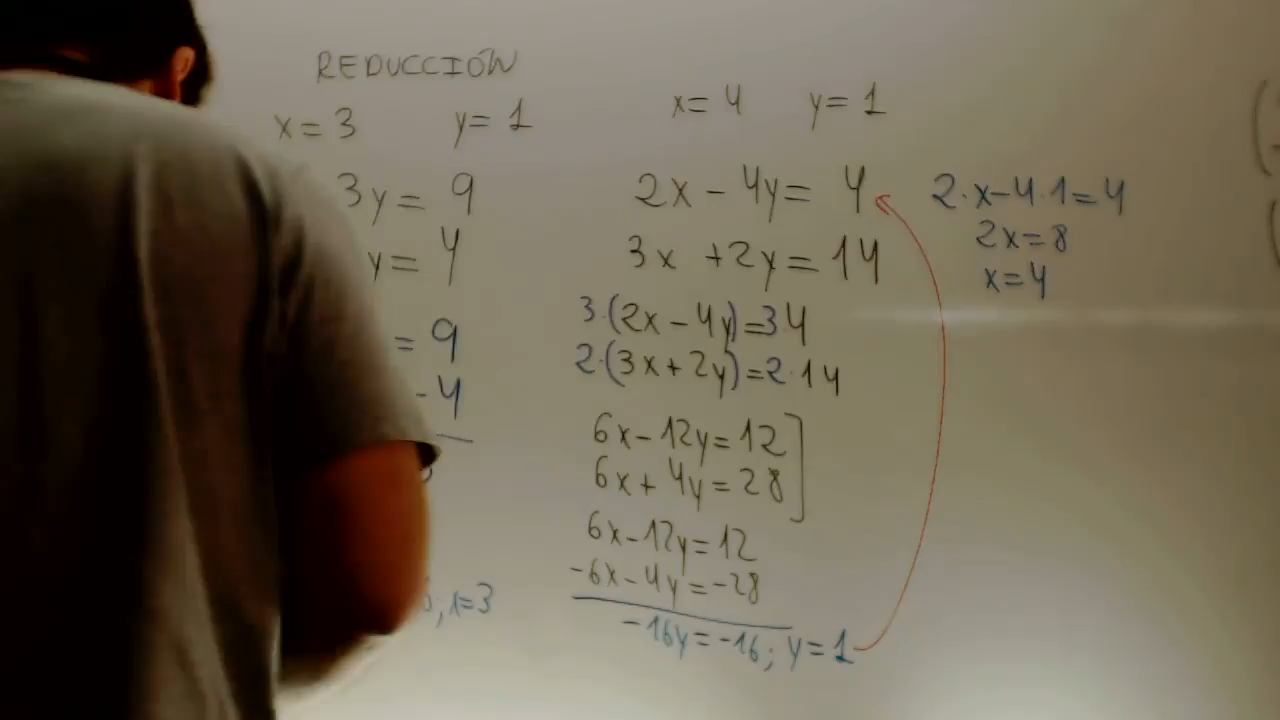 REDUCCIÓN
x = 3 y = 1
3y = 9
y = 4
= 9
- 4
; x=3
x = 4 y = 1
2x - 4y = 4
3x + 2y = 14
3·(2x - 4y) = 3 4
2·(3x + 2y) = 2·14
6x - 12y = 12
6x + 4y = 28
6x - 12y = 12
-6x - 4y = -28
-16y = -16; y = 1
2·x - 4·1 = 4
2x = 8
x = 4